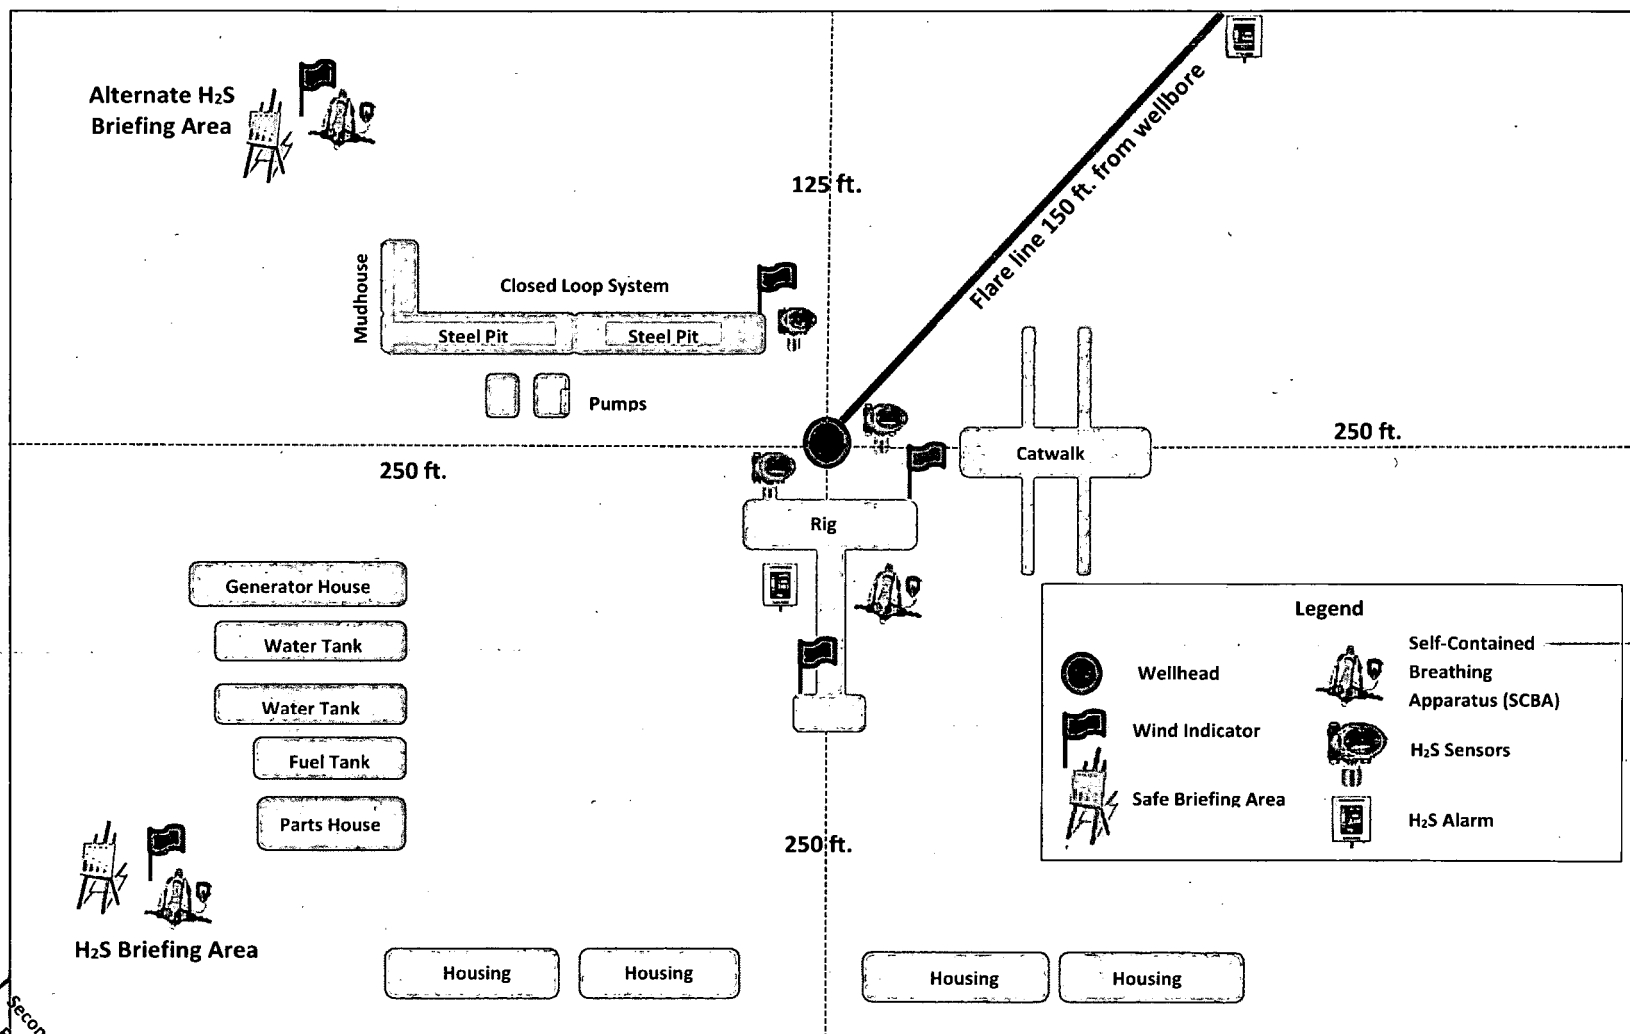 Alternate H₂S
Briefing Area
125 ft.
Flare line 150 ft. from wellbore
Mudhouse
Closed Loop System
Steel Pit
Steel Pit
Pumps
250 ft.
250 ft.
Catwalk
Rig
Generator House
Water Tank
Water Tank
Fuel Tank
Parts House
H₂S Briefing Area
250 ft.
Housing
Housing
Housing
Housing
Legend
Wellhead
Wind Indicator
Safe Briefing Area
Self-Contained
Breathing
Apparatus (SCBA)
H₂S Sensors
H₂S Alarm